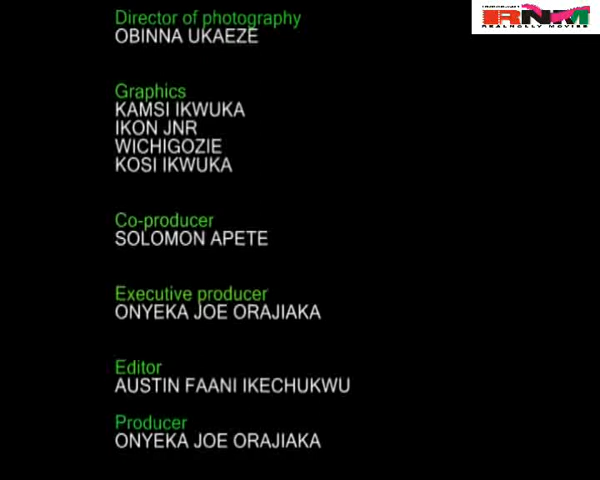 Director of photography
OBINNA UKAEZE
RNM
REALNOLLY MOVIES
Graphics
KAMSI IKWUKA
IKON JNR
WICHIGOZIE
KOSI IKWUKA
Co-producer
SOLOMON APETE
Executive producer
ONYEKA JOE ORAJIAKA
Editor
AUSTIN FAANI IKECHUKWU
Producer
ONYEKA JOE ORAJIAKA